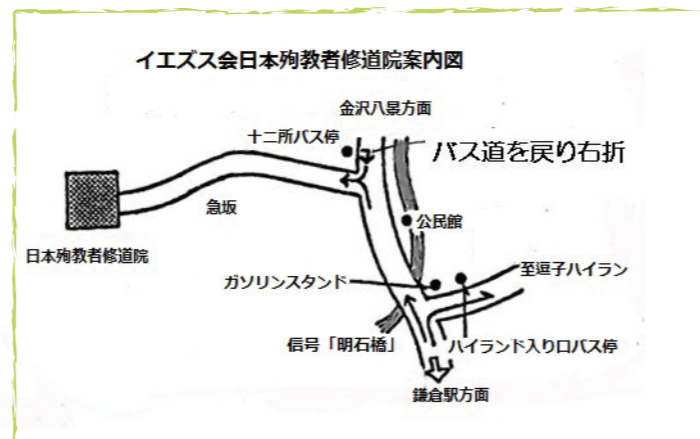 イエズス会日本殉教者修道院案内図
金沢八景方面
十二所バス停
バス道を戻り右折
急坂
公民館
日本殉教者修道院
ガソリンスタンド
至逗子ハイラン
信号「明石橋」
ハイランド入り口バス停
鎌倉駅方面